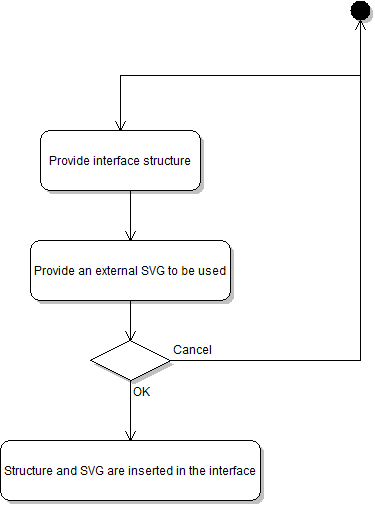 Provide interface structure
Provide an external SVG to be used
Cancel
OK
Structure and SVG are inserted in the interface